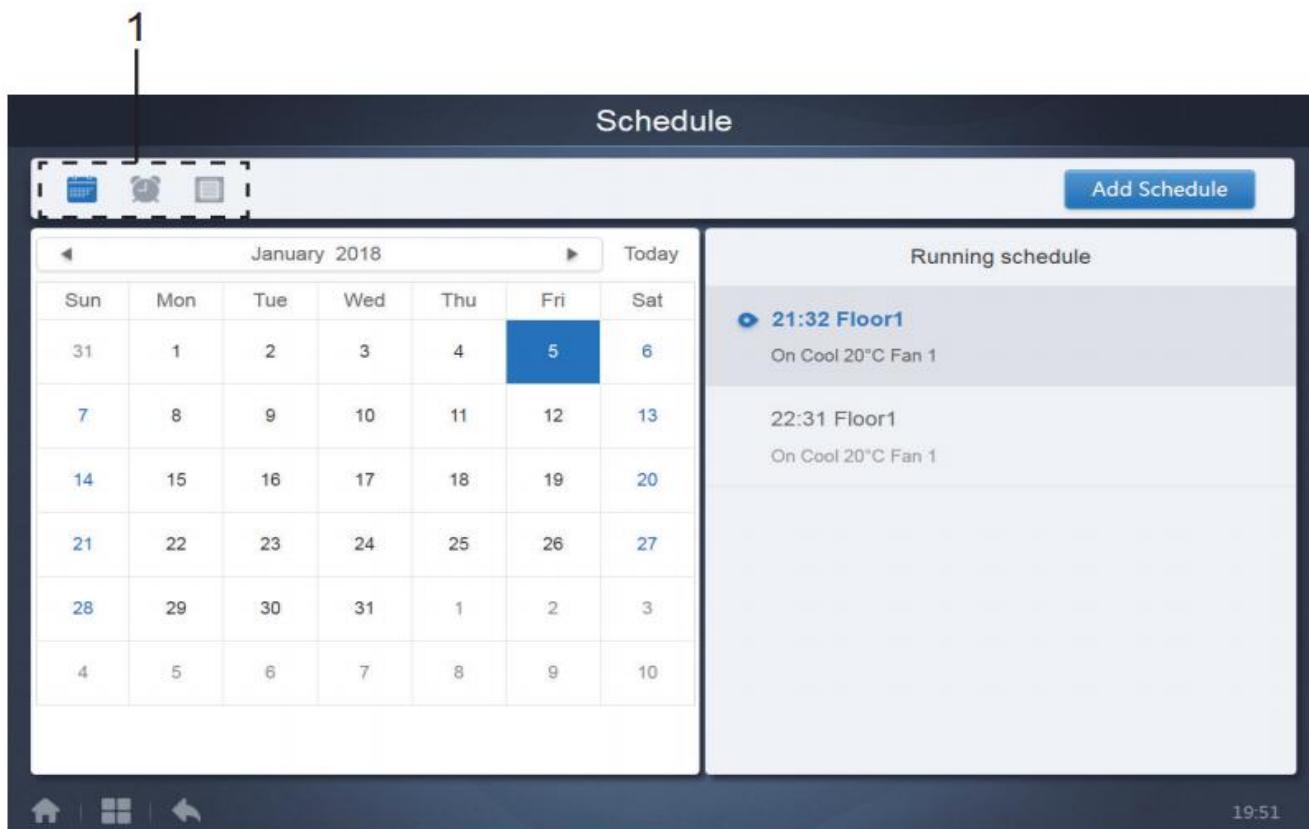 1
Schedule
Add Schedule
January 2018 Today
Sun Mon Tue Wed Thu Fri Sat
31 1 2 3 4 5 6
7 8 9 10 11 12 13
14 15 16 17 18 19 20
21 22 23 24 25 26 27
28 29 30 31 1 2 3
4 5 6 7 8 9 10
Running schedule
21:32 Floor1
On Cool 20°C Fan 1
22:31 Floor1
On Cool 20°C Fan 1
19:51